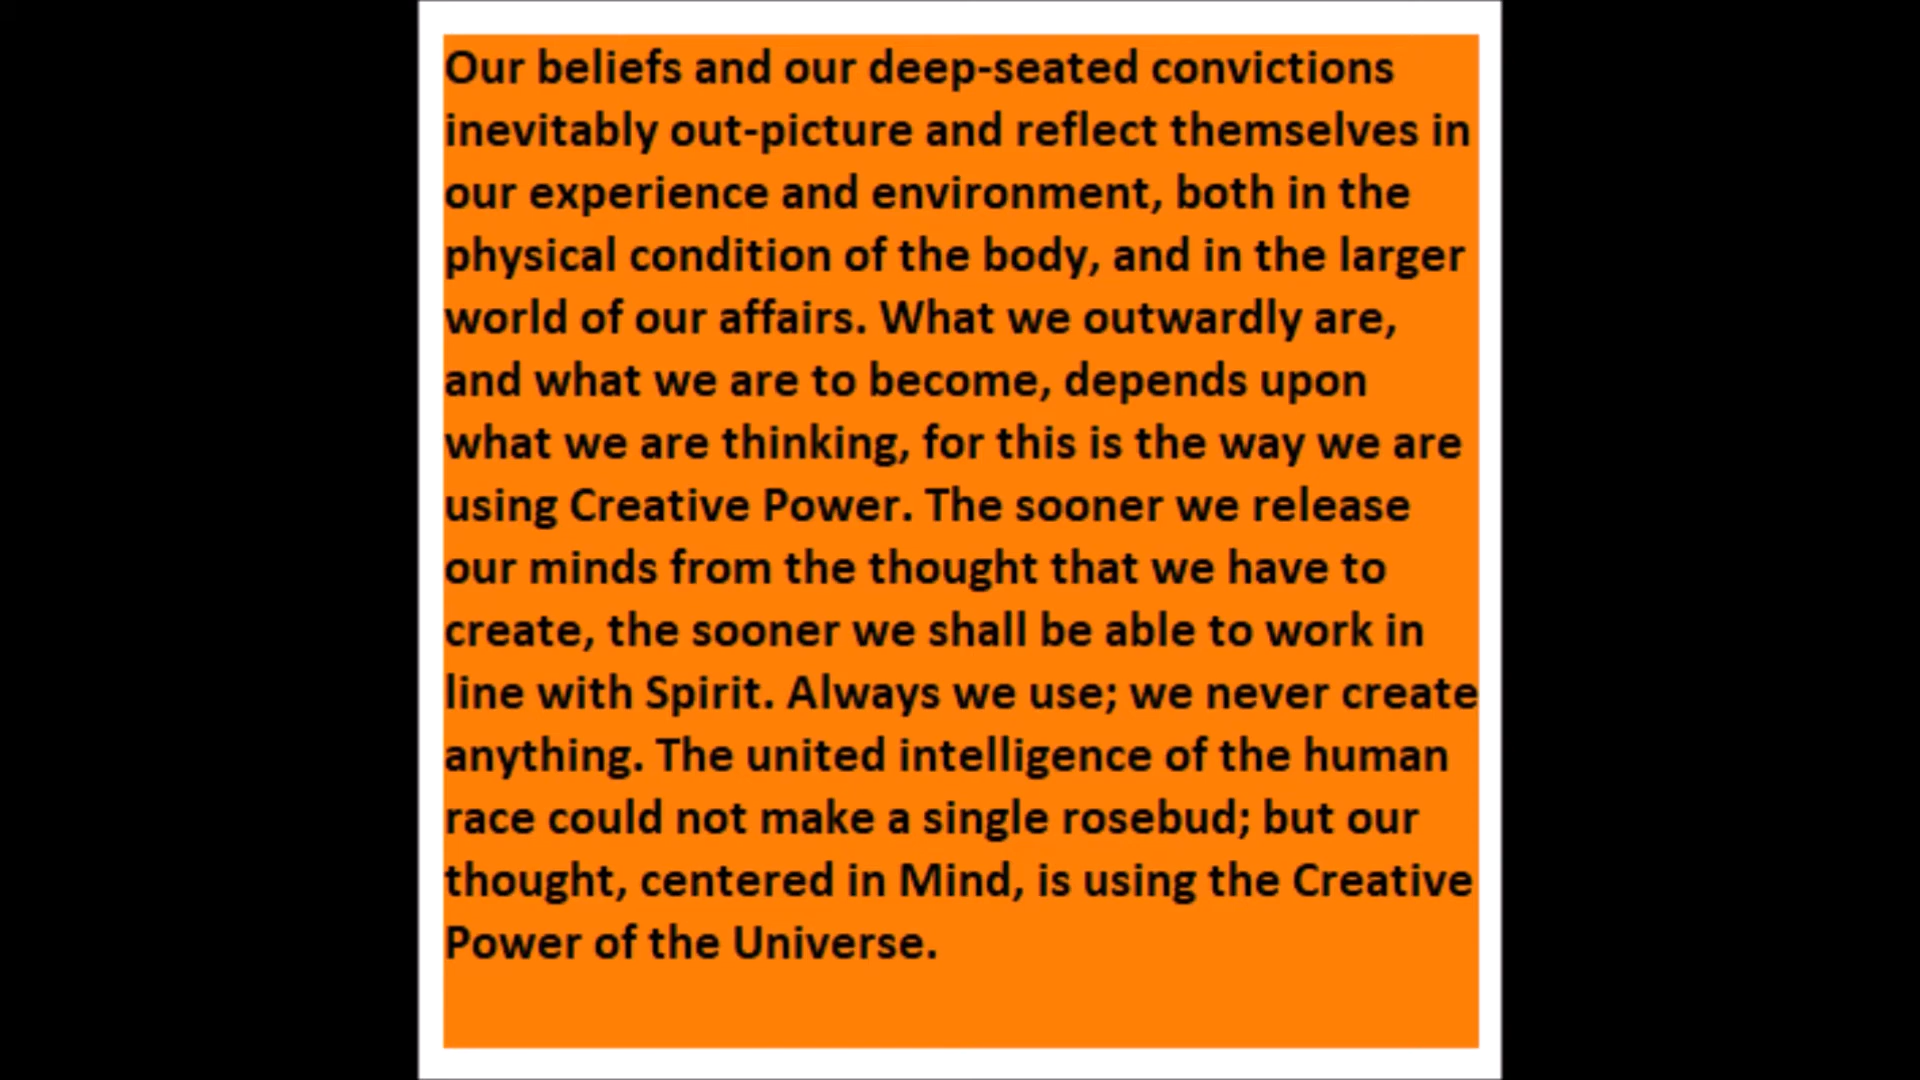 Our beliefs and our deep-seated convictions
inevitably out-picture and reflect themselves in
our experience and environment, both in the
physical condition of the body, and in the larger
world of our affairs. What we outwardly are,
and what we are to become, depends upon
what we are thinking, for this is the way we are
using Creative Power. The sooner we release
our minds from the thought that we have to
create, the sooner we shall be able to work in
line with Spirit. Always we use; we never create
anything. The united intelligence of the human
race could not make a single rosebud; but our
thought, centered in Mind, is using the Creative
Power of the Universe.